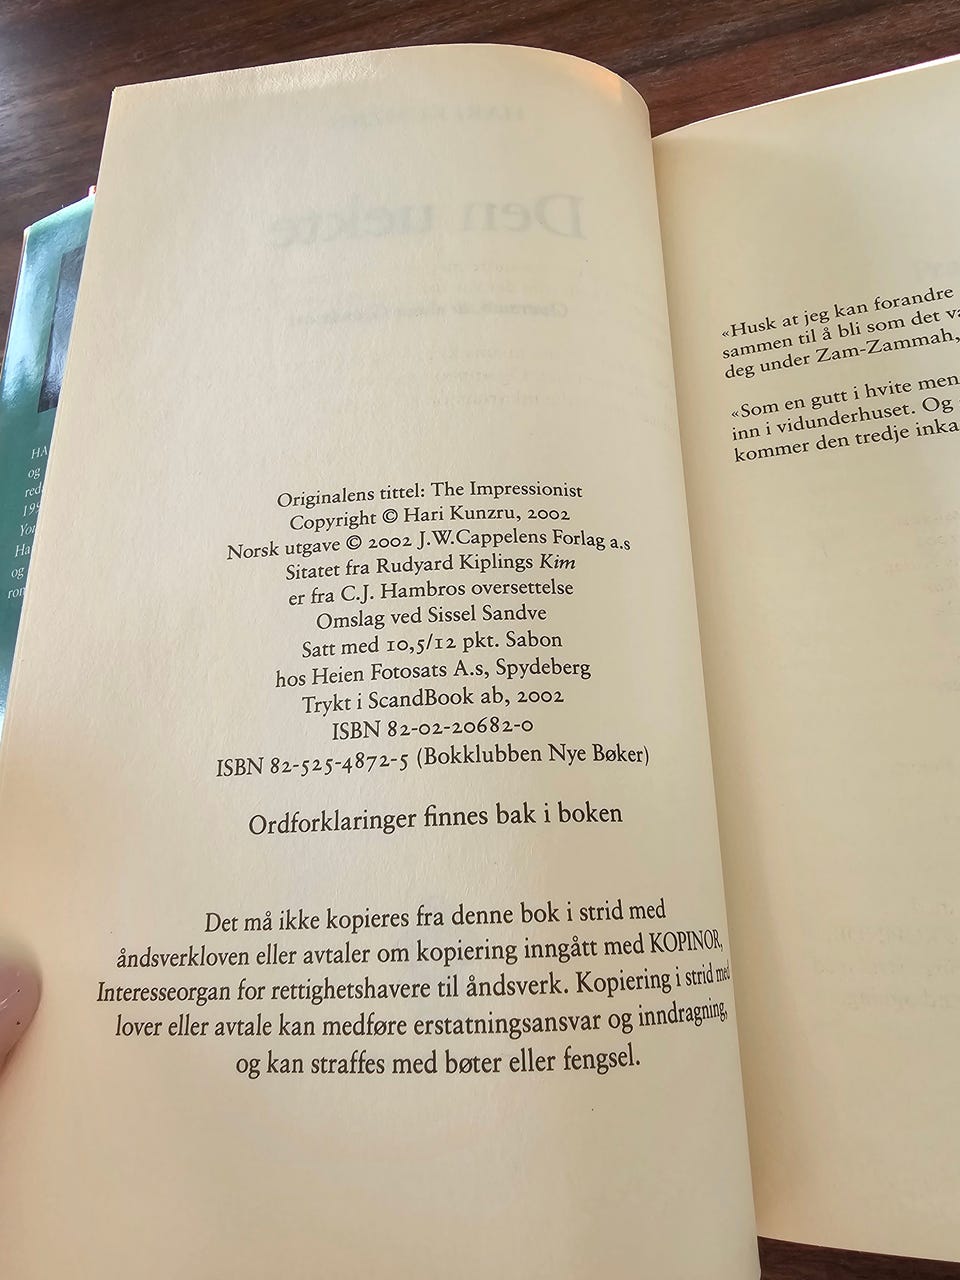 Originalens tittel: The Impressionist
Copyright © Hari Kunzru, 2002
Norsk utgave © 2002 J.W.Cappelens Forlag a.s
Sitatet fra Rudyard Kiplings Kim
er fra C.J. Hambros oversettelse
Omslag ved Sissel Sandve
Satt med 10,5/12 pkt. Sabon
hos Heien Fotosats A.s, Spydeberg
Trykt i ScandBook ab, 2002
ISBN 82-02-20682-0
ISBN 82-525-4872-5 (Bokklubben Nye Bøker)
Ordforklaringer finnes bak i boken
Det må ikke kopieres fra denne bok i strid med
åndsverkloven eller avtaler om kopiering inngått med KOPINOR,
Interesseorgan for rettighetshavere til åndsverk. Kopiering i strid med
lover eller avtale kan medføre erstatningsansvar og inndragning,
og kan straffes med bøter eller fengsel.
«Husk at jeg kan forandre
sammen til å bli som det
deg under Zam-Zammah,
«Som en gutt i hvite
inn i vidunderhuset. Og
kommer den tredje
Den uekte
og